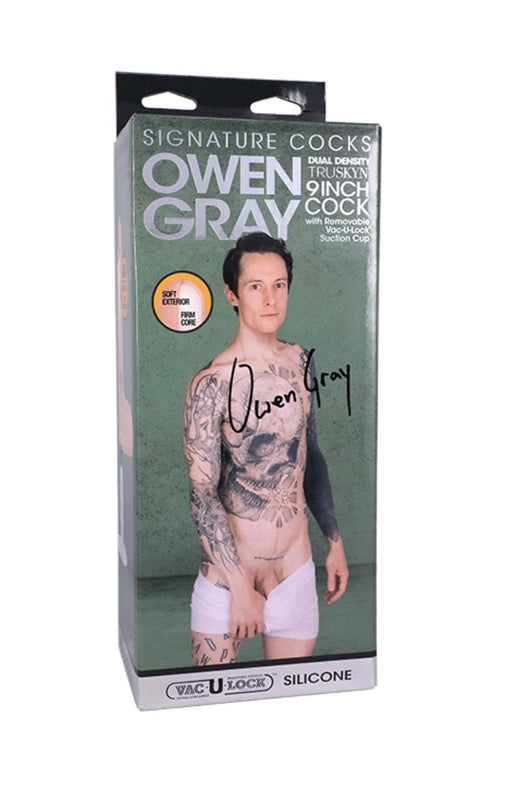 SIGNATURE COCKS
OWEN
GRAY
DUAL DENSITY
TRUSKYN
9INCH
COCK
with Removable
Vac-U-Lock
Suction Cup
SOFT
EXTERIOR
FIRM
CORE
Owen Gray
VAC-U-LOCK™
SILICONE